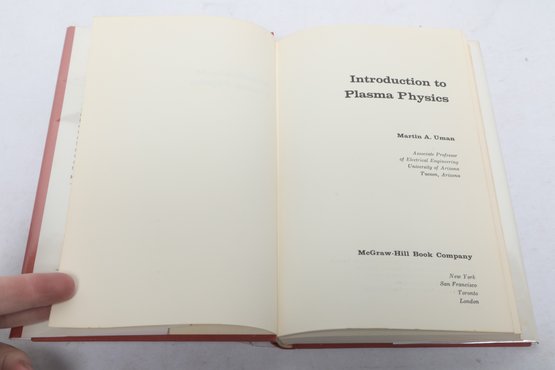 Introduction to
Plasma Physics
Martin A. Uman
Associate Professor
of Electrical Engineering
University of Arizona
Tucson, Arizona
McGraw-Hill Book Company
New York
San Francisco
Toronto
London